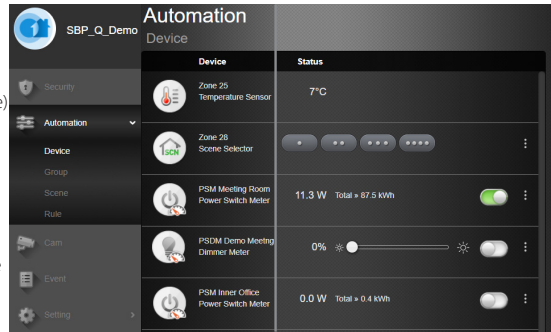 SBP_Q_Demo
Automation
Device
Device
Status
Security
e)
Zone 25
Temperature Sensor
7°C
Automation
Zone 28
Scene Selector
SCN
Device
Group
Scene
Rule
PSM Meeting Room
Power Switch Meter
11.3 W Total » 87.5 kWh
Cam
PSDM Demo Meetng
Dimmer Meter
0%
Event
PSM Inner Office
Power Switch Meter
0.0 W Total » 0.4 kWh
Setting